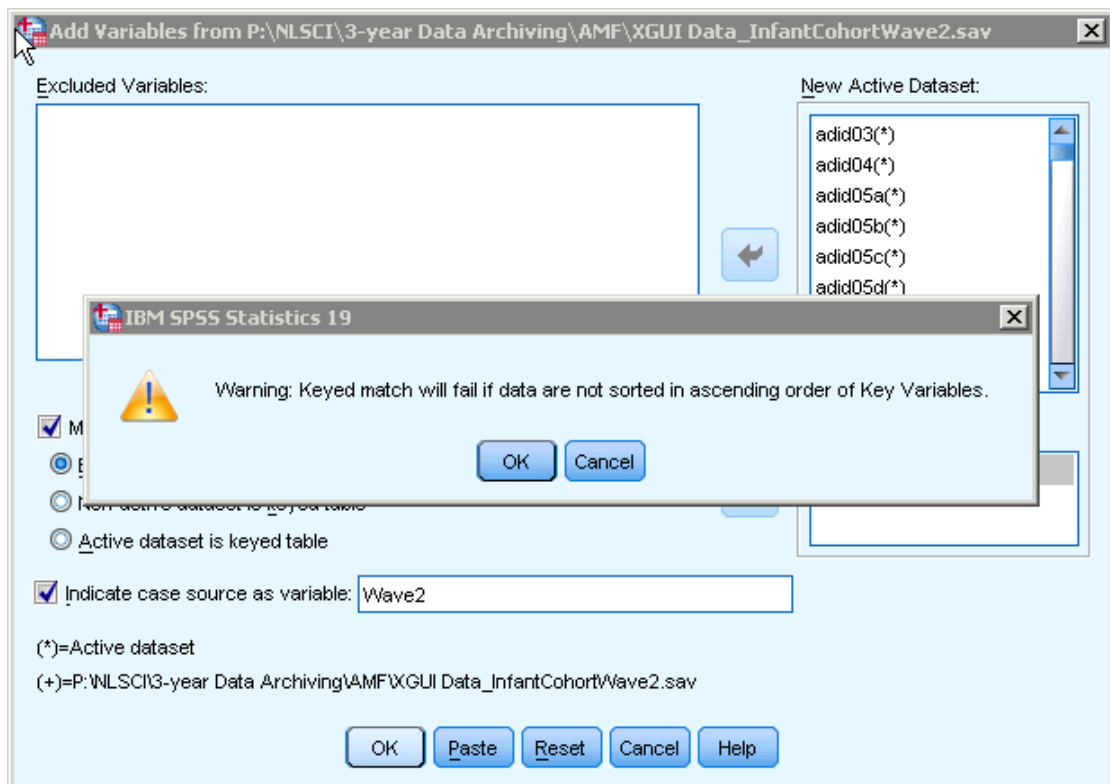 Add Variables from P:\NLSCI\3-year Data Archiving\AMF\XGUI Data_InfantCohortWave2.sav
Excluded Variables:
New Active Dataset:
adid03(*)
adid04(*)
adid05a(*)
adid05b(*)
adid05c(*)
adid05d(*)
IBM SPSS Statistics 19
Warning: Keyed match will fail if data are not sorted in ascending order of Key Variables.
OK Cancel
Active dataset is keyed table
Indicate case source as variable: Wave2
(*)=Active dataset
(+)=P:\NLSCI\3-year Data Archiving\AMF\XGUI Data_InfantCohortWave2.sav
OK Paste Reset Cancel Help